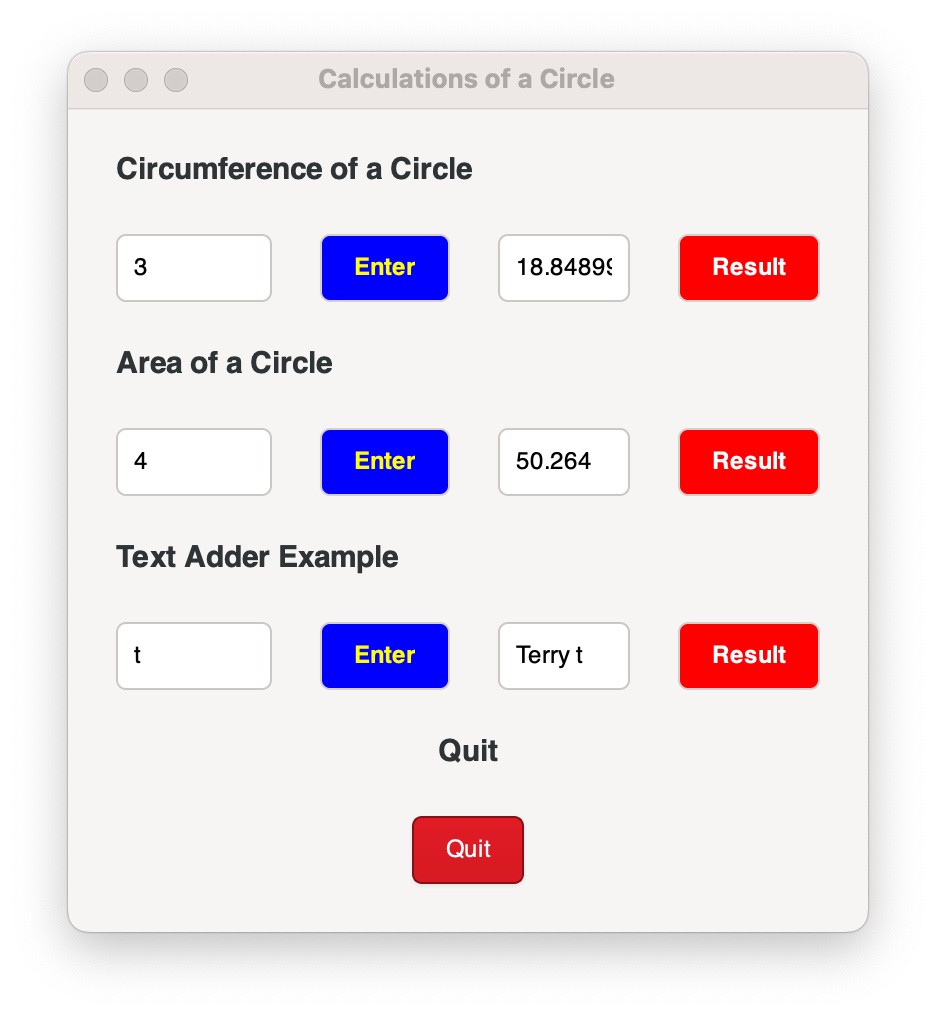 Calculations of a Circle
Circumference of a Circle
3 Enter 18.84899 Result
Area of a Circle
4 Enter 50.264 Result
Text Adder Example
t Enter Terry t Result
Quit
Quit